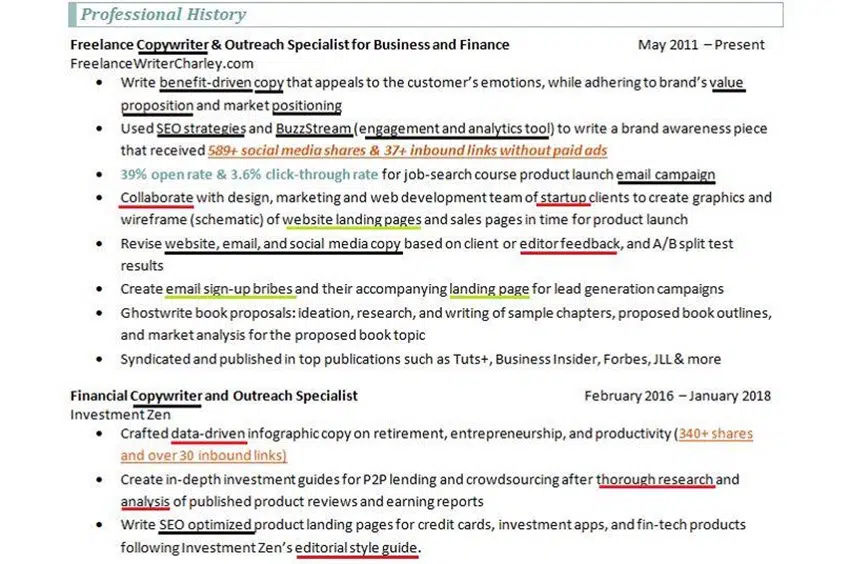 Professional History
Freelance Copywriter & Outreach Specialist for Business and Finance May 2011 – Present
FreelanceWriterCharley.com
• Write benefit-driven copy that appeals to the customer's emotions, while adhering to brand's value
proposition and market positioning
• Used SEO strategies and BuzzStream (engagement and analytics tool) to write a brand awareness piece
that received 589+ social media shares & 37+ inbound links without paid ads
• 39% open rate & 3.6% click-through rate for job-search course product launch email campaign
• Collaborate with design, marketing and web development team of startup clients to create graphics and
wireframe (schematic) of website landing pages and sales pages in time for product launch
• Revise website, email, and social media copy based on client or editor feedback, and A/B split test
results
• Create email sign-up bribes and their accompanying landing page for lead generation campaigns
• Ghostwrite book proposals: ideation, research, and writing of sample chapters, proposed book outlines,
and market analysis for the proposed book topic
• Syndicated and published in top publications such as Tuts+, Business Insider, Forbes, JLL & more
Financial Copywriter and Outreach Specialist February 2016 – January 2018
Investment Zen
• Crafted data-driven infographic copy on retirement, entrepreneurship, and productivity (340+ shares
and over 30 inbound links)
• Create in-depth investment guides for P2P lending and crowdsourcing after thorough research and
analysis of published product reviews and earning reports
• Write SEO optimized product landing pages for credit cards, investment apps, and fin-tech products
following Investment Zen's editorial style guide.